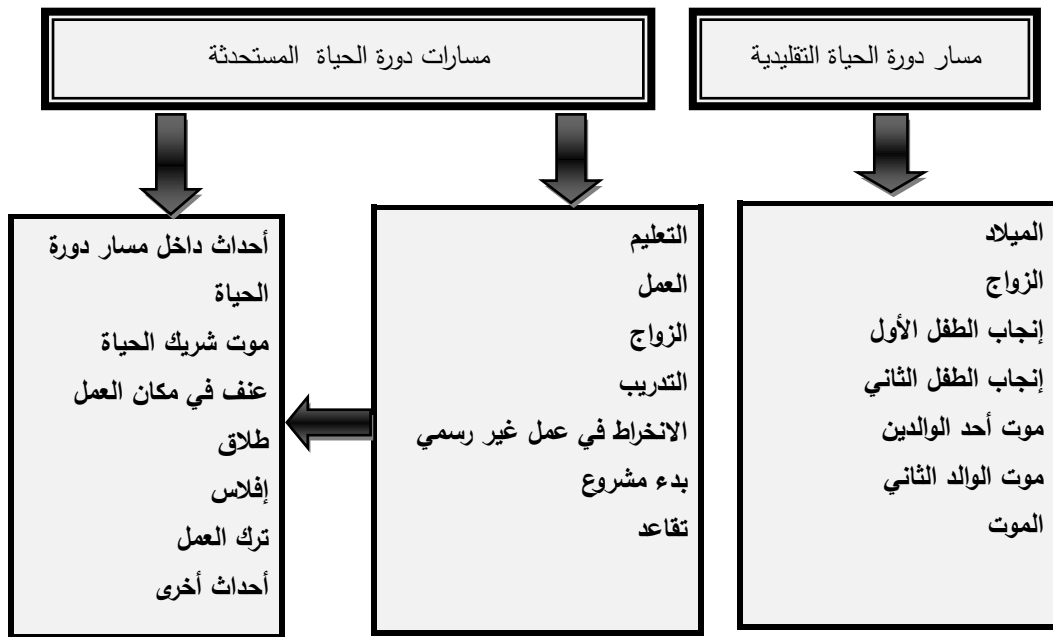 مسار دورة الحياة التقليدية
مسارات دورة الحياة المستحدثة
الميلاد
الزواج
إنجاب الطفل الأول
إنجاب الطفل الثاني
موت أحد الوالدين
موت الوالد الثاني
الموت
التعليم
العمل
الزواج
التدريب
الانخراط في عمل غير رسمي
بدء مشروع
تقاعد
أحداث داخل مسار دورة
الحياة
موت شريك الحياة
عنف في مكان العمل
طلاق
إفلاس
ترك العمل
أحداث أخرى